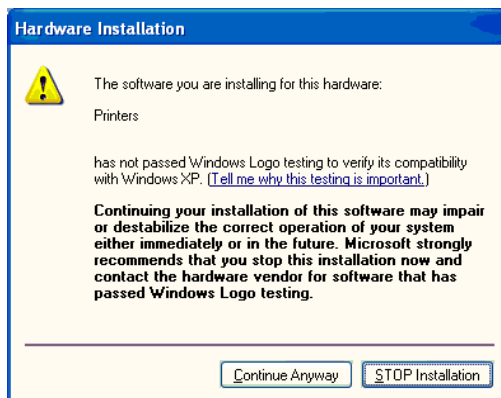 Hardware Installation
The software you are installing for this hardware:
Printers
has not passed Windows Logo testing to verify its compatibility
with Windows XP. (Tell me why this testing is important.)
Continuing your installation of this software may impair
or destabilize the correct operation of your system
either immediately or in the future. Microsoft strongly
recommends that you stop this installation now and
contact the hardware vendor for software that has
passed Windows Logo testing.
Continue Anyway
STOP Installation